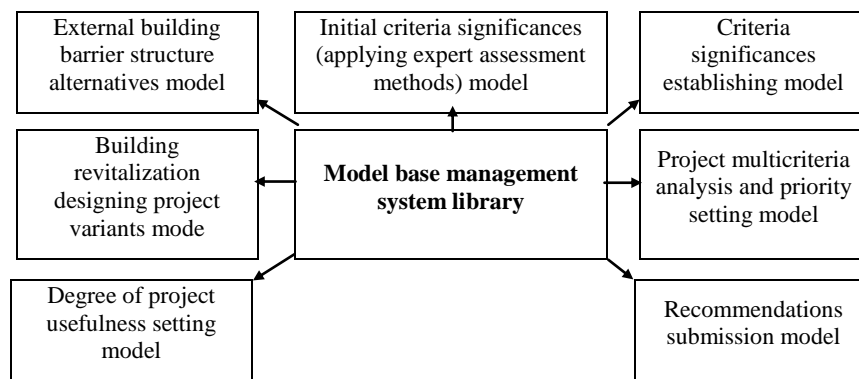 External building
barrier structure
alternatives model
Initial criteria significances
(applying expert assessment
methods) model
Criteria
significances
establishing model
Building
revitalization
designing project
variants mode
Model base management
system library
Project multicriteria
analysis and priority
setting model
Degree of project
usefulness setting
model
Recommendations
submission model